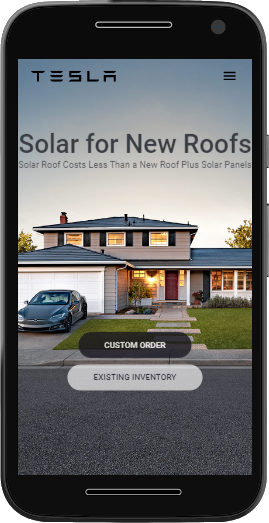 TESLA
Solar for New Roofs
Solar Roof Costs Less Than a New Roof Plus Solar Panels
CUSTOM ORDER
EXISTING INVENTORY